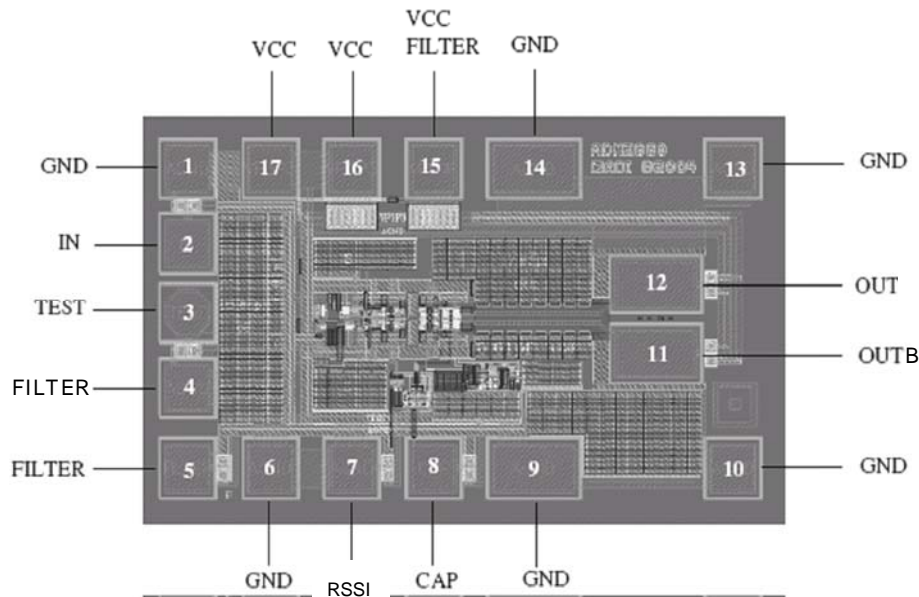 VCC
VCC
VCC
FILTER
GND
GND
1
17
16
15
14
13
GND
IN
2
TEST
3
12
OUT
11
OUTB
FILTER
4
FILTER
5
6
7
8
9
10
GND
GND
RSSI
CAP
GND